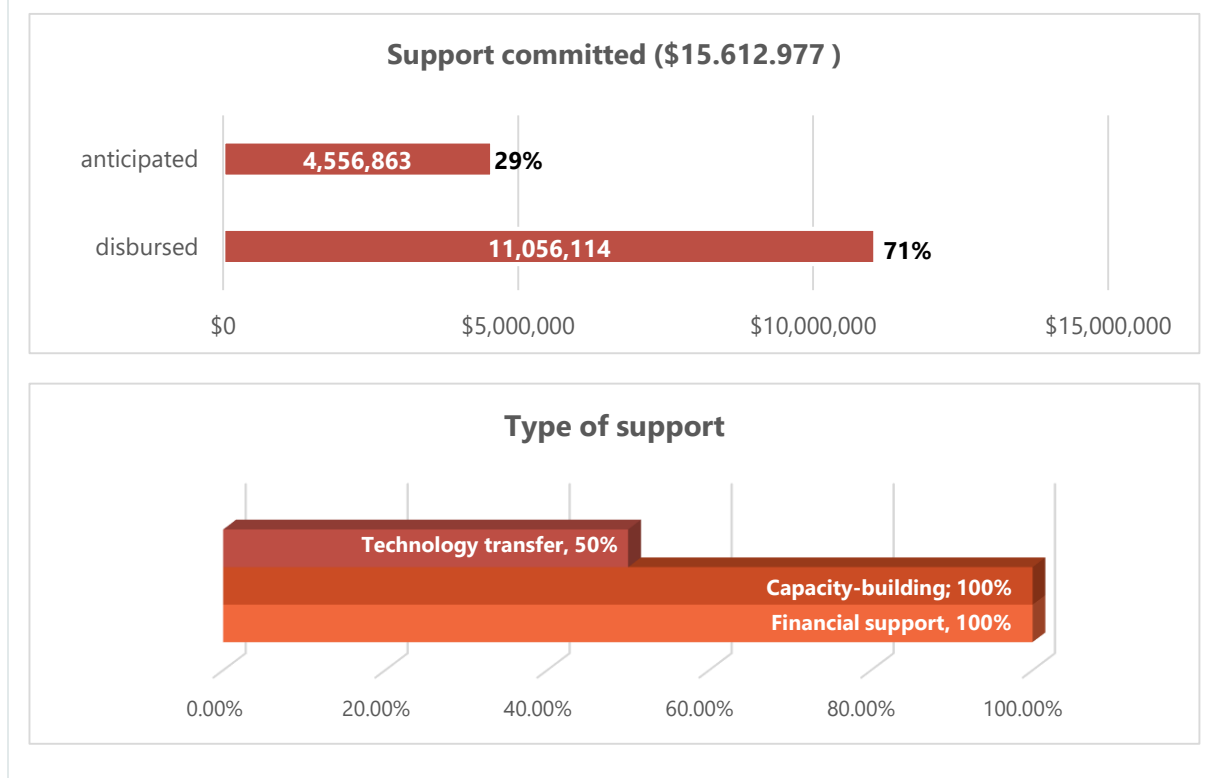 Support committed ($15.612.977 )
anticipated 4,556,863 29%
disbursed 11,056,114 71%
$0 $5,000,000 $10,000,000 $15,000,000
Type of support
Technology transfer, 50%
Capacity-building; 100%
Financial support, 100%
0.00% 20.00% 40.00% 60.00% 80.00% 100.00%